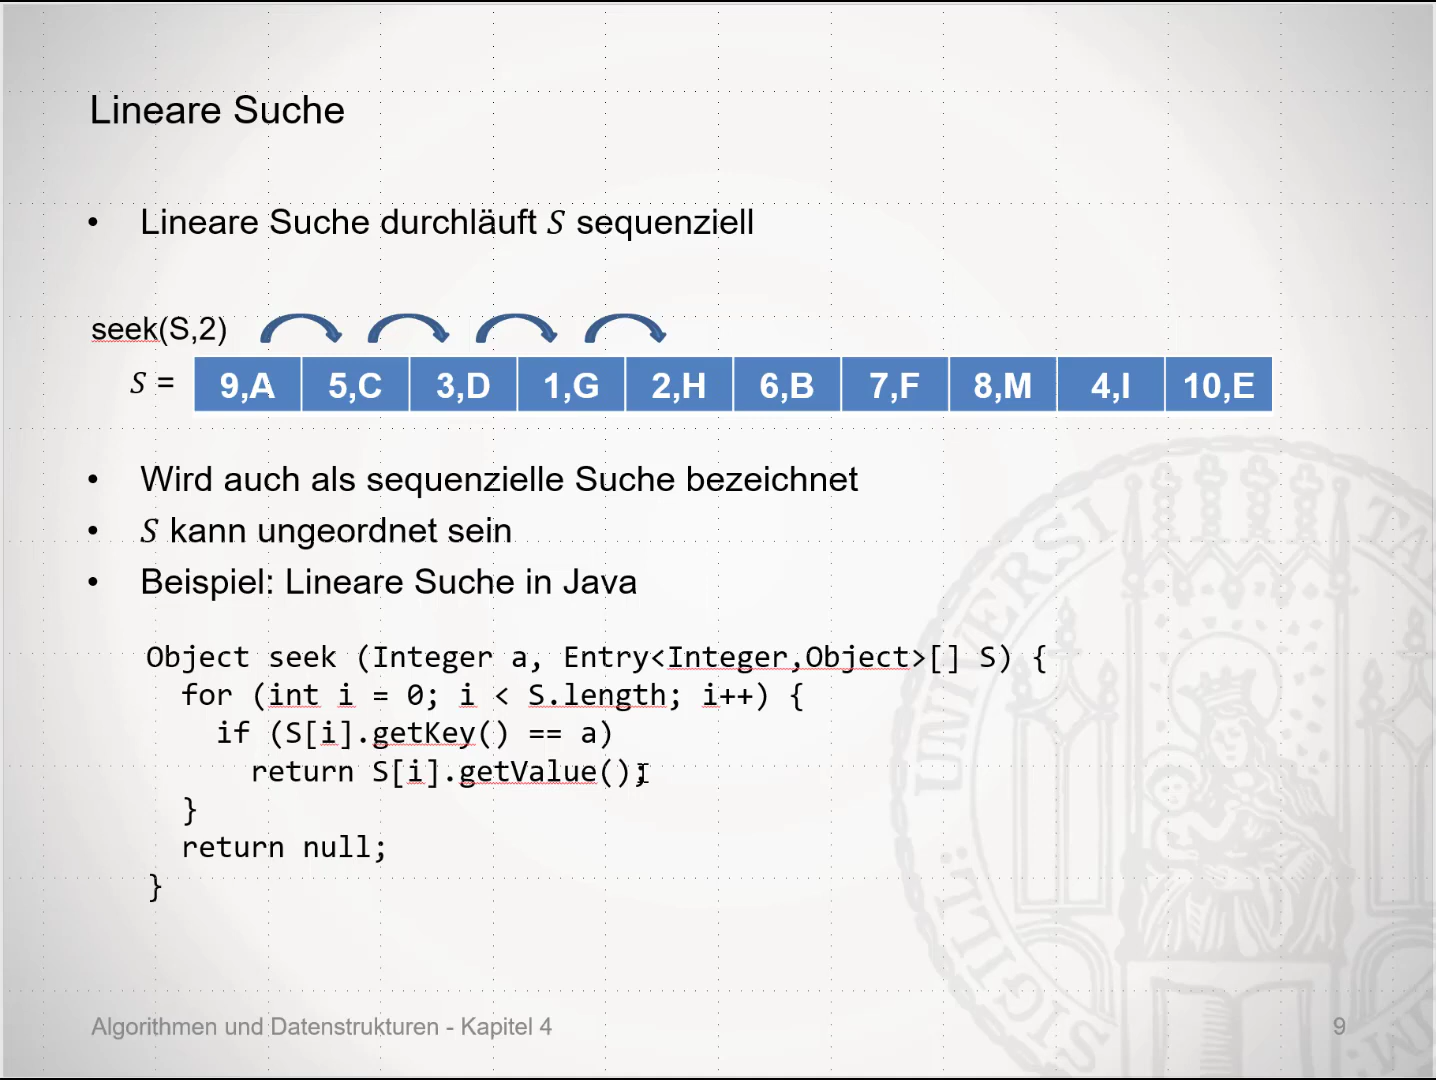 Lineare Suche
• Lineare Suche durchläuft S sequenziell
seek(S,2)
S = 9,A 5,C 3,D 1,G 2,H 6,B 7,F 8,M 4,I 10,E
• Wird auch als sequenzielle Suche bezeichnet
• S kann ungeordnet sein
• Beispiel: Lineare Suche in Java
Object seek (Integer a, Entry<Integer,Object>[] S) {
for (int i = 0; i < S.length; i++) {
if (S[i].getKey() == a)
return S[i].getValue();
}
return null;
}
Algorithmen und Datenstrukturen - Kapitel 4
9
UNIVERSI
SIGILL: